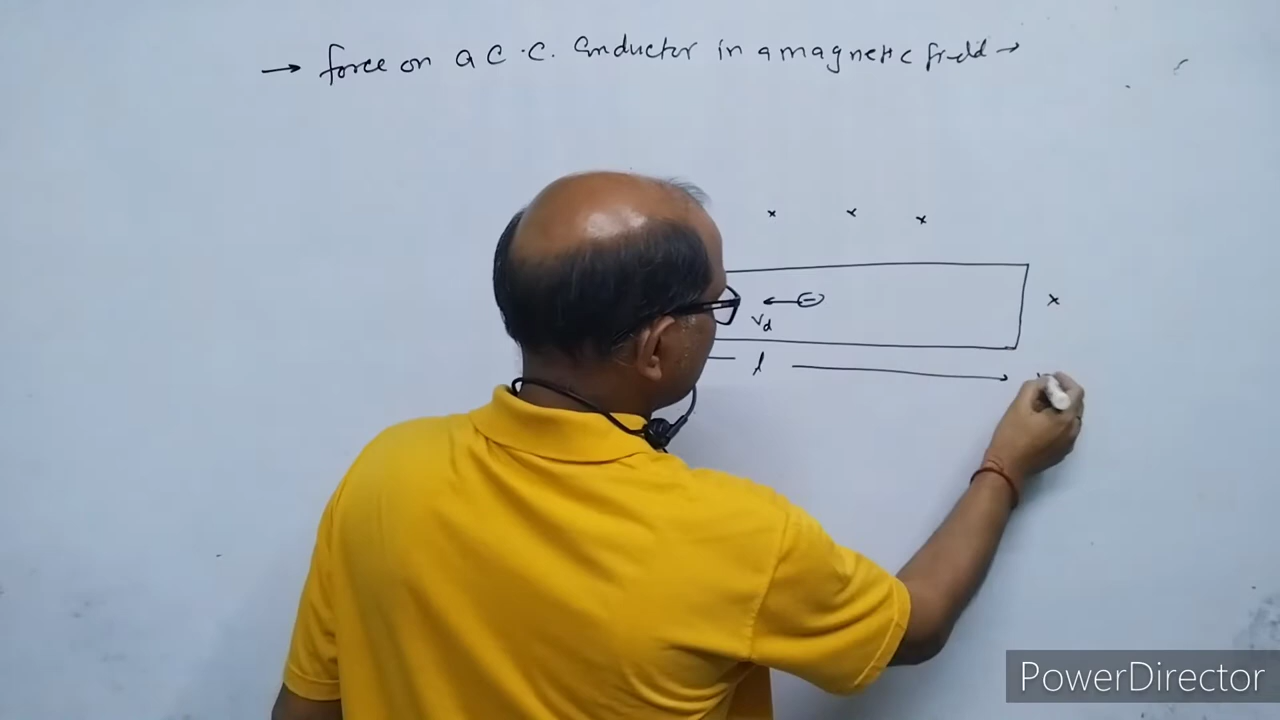 → force on a C.C. Conductor in a magnetic field →
x x x
⊖ x
Vd
l
PowerDirector